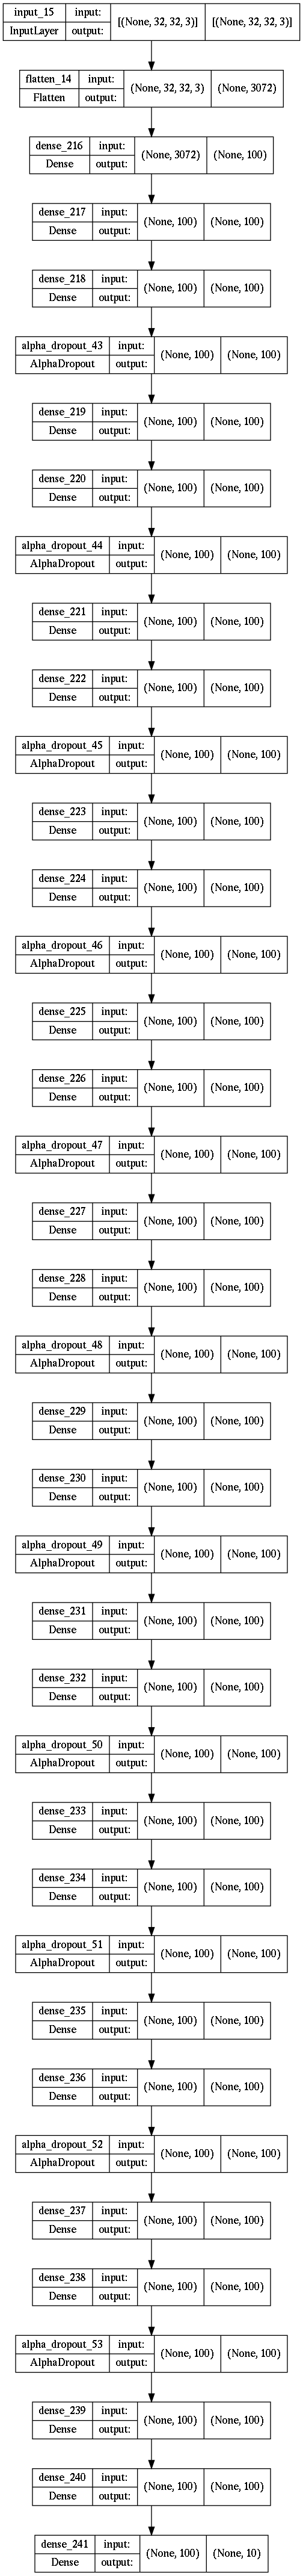 input_15 input: [(None, 32, 32, 3)] [(None, 32, 32, 3)]
InputLayer output:
flatten_14 input: (None, 32, 32, 3) (None, 3072)
Flatten output:
dense_216 input: (None, 3072) (None, 100)
Dense output:
dense_217 input: (None, 100) (None, 100)
Dense output:
dense_218 input: (None, 100) (None, 100)
Dense output:
alpha_dropout_43 input: (None, 100) (None, 100)
AlphaDropout output:
dense_219 input: (None, 100) (None, 100)
Dense output:
dense_220 input: (None, 100) (None, 100)
Dense output:
alpha_dropout_44 input: (None, 100) (None, 100)
AlphaDropout output:
dense_221 input: (None, 100) (None, 100)
Dense output:
dense_222 input: (None, 100) (None, 100)
Dense output:
alpha_dropout_45 input: (None, 100) (None, 100)
AlphaDropout output:
dense_223 input: (None, 100) (None, 100)
Dense output:
dense_224 input: (None, 100) (None, 100)
Dense output:
alpha_dropout_46 input: (None, 100) (None, 100)
AlphaDropout output:
dense_225 input: (None, 100) (None, 100)
Dense output:
dense_226 input: (None, 100) (None, 100)
Dense output:
alpha_dropout_47 input: (None, 100) (None, 100)
AlphaDropout output:
dense_227 input: (None, 100) (None, 100)
Dense output:
dense_228 input: (None, 100) (None, 100)
Dense output:
alpha_dropout_48 input: (None, 100) (None, 100)
AlphaDropout output:
dense_229 input: (None, 100) (None, 100)
Dense output:
dense_230 input: (None, 100) (None, 100)
Dense output:
alpha_dropout_49 input: (None, 100) (None, 100)
AlphaDropout output:
dense_231 input: (None, 100) (None, 100)
Dense output:
dense_232 input: (None, 100) (None, 100)
Dense output:
alpha_dropout_50 input: (None, 100) (None, 100)
AlphaDropout output:
dense_233 input: (None, 100) (None, 100)
Dense output:
dense_234 input: (None, 100) (None, 100)
Dense output:
alpha_dropout_51 input: (None, 100) (None, 100)
AlphaDropout output:
dense_235 input: (None, 100) (None, 100)
Dense output:
dense_236 input: (None, 100) (None, 100)
Dense output:
alpha_dropout_52 input: (None, 100) (None, 100)
AlphaDropout output:
dense_237 input: (None, 100) (None, 100)
Dense output:
dense_238 input: (None, 100) (None, 100)
Dense output:
alpha_dropout_53 input: (None, 100) (None, 100)
AlphaDropout output:
dense_239 input: (None, 100) (None, 100)
Dense output:
dense_240 input: (None, 100) (None, 100)
Dense output:
dense_241 input: (None, 100) (None, 10)
Dense output: